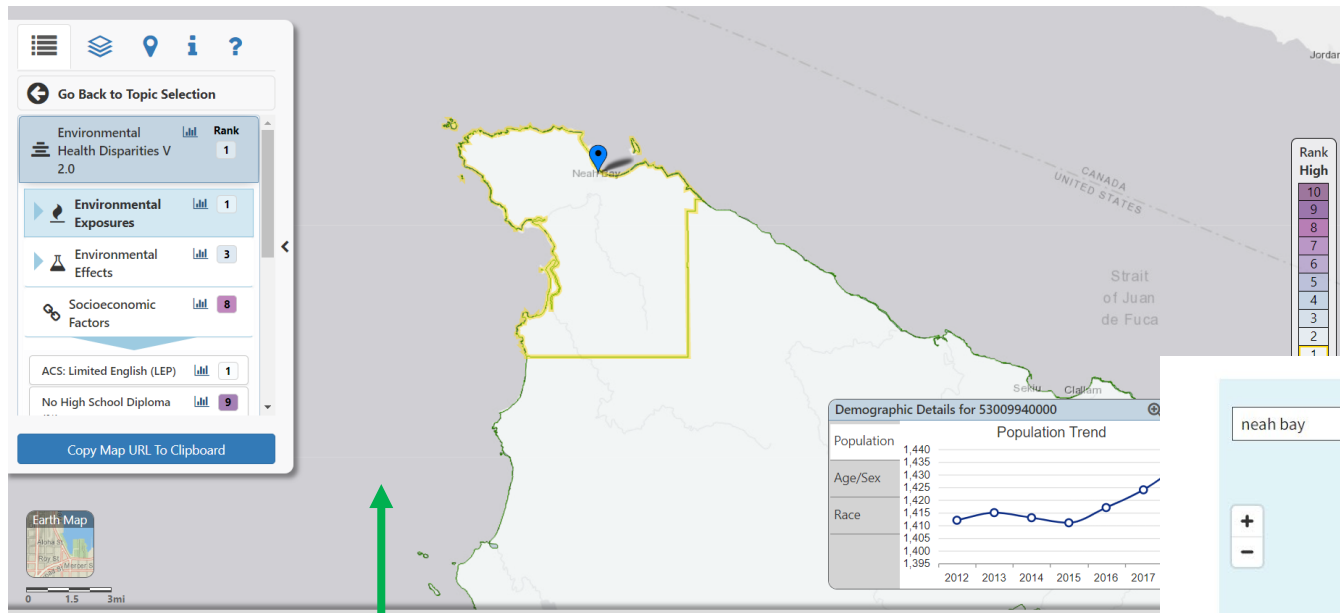 Go Back to Topic Selection
Environmental
Health Disparities V
2.0
Rank
1
Environmental
Exposures
1
Environmental
Effects
3
Socioeconomic
Factors
8
ACS: Limited English (LEP)
1
No High School Diploma
9
Copy Map URL To Clipboard
Earth Map
0 1.5 3mi
Neah Bay
CANADA
UNITED STATES
Strait
of Juan
de Fuca
Sekiu
Clallam
Jordan
Rank
High
10
9
8
7
6
5
4
3
2
1
Demographic Details for 53009940000
Population
Age/Sex
Race
Population Trend
1,440
1,435
1,430
1,425
1,420
1,415
1,410
1,405
1,400
1,395
2012 2013 2014 2015 2016 2017
neah bay
+
−